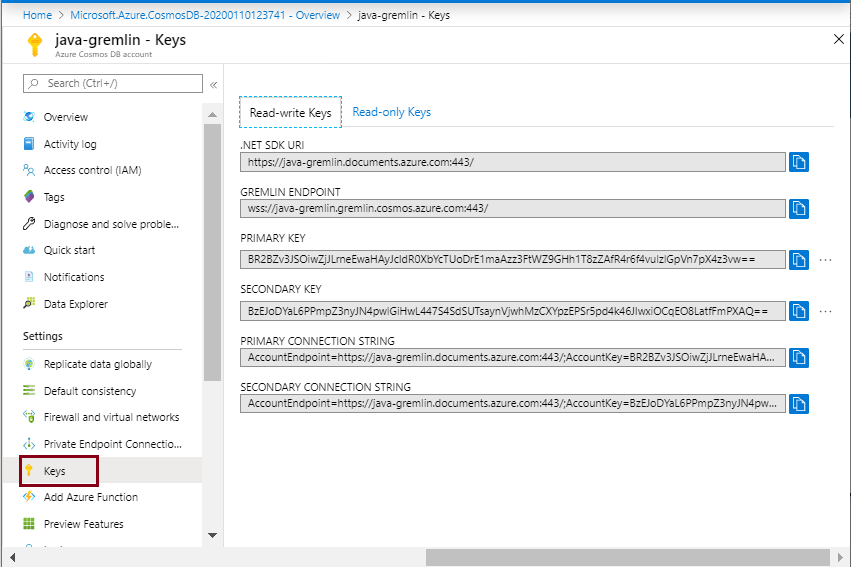 Home > Microsoft.Azure.CosmosDB-20200110123741 - Overview > java-gremlin - Keys
java-gremlin - Keys
Azure Cosmos DB account
Search (Ctrl+/)
Overview
Activity log
Access control (IAM)
Tags
Diagnose and solve proble...
Quick start
Notifications
Data Explorer
Settings
Replicate data globally
Default consistency
Firewall and virtual networks
Private Endpoint Connectio...
Keys
Add Azure Function
Preview Features
Read-write Keys
Read-only Keys
.NET SDK URI
https://java-gremlin.documents.azure.com:443/
GREMLIN ENDPOINT
wss://java-gremlin.gremlin.cosmos.azure.com:443/
PRIMARY KEY
BR2BZv3JSOiwZjJLrneEwaHAyJcIdR0XbYcTUoDrE1maAzz3FtWZ9GHh1T8zZAfR4r6f4vulzlGpVn7pX4z3vw==
SECONDARY KEY
BzEJoDYaL6PPmpZ3nyJN4pwIGiHwL447S4SdSUTsaynVjwhMzCXYpzEPSr5pd4k46JIwxiOCqEO8LatfFmPXAQ==
PRIMARY CONNECTION STRING
AccountEndpoint=https://java-gremlin.documents.azure.com:443/;AccountKey=BR2BZv3JSOiwZjJLrneEwaHA...
SECONDARY CONNECTION STRING
AccountEndpoint=https://java-gremlin.documents.azure.com:443/;AccountKey=BzEJoDYaL6PPmpZ3nyJN4pw...